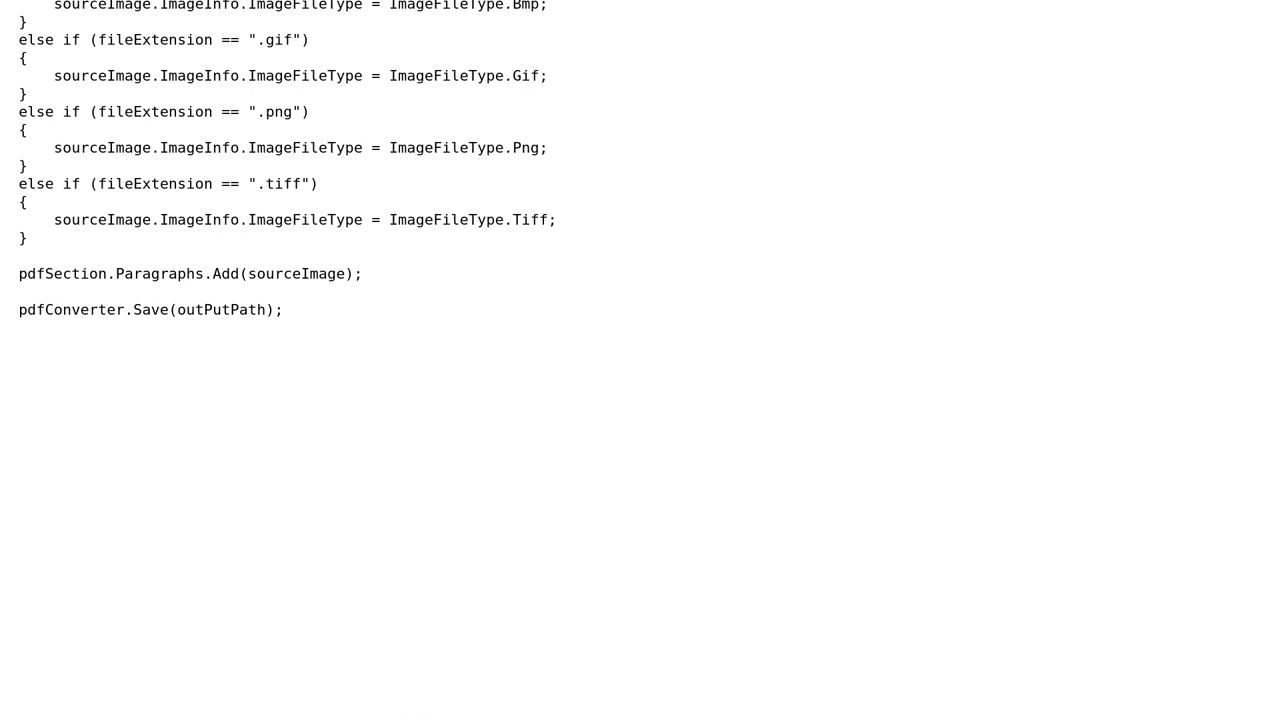 sourceImage.ImageInfo.ImageFileType = ImageFileType.Bmp;
}
else if (fileExtension == ".gif")
{
    sourceImage.ImageInfo.ImageFileType = ImageFileType.Gif;
}
else if (fileExtension == ".png")
{
    sourceImage.ImageInfo.ImageFileType = ImageFileType.Png;
}
else if (fileExtension == ".tiff")
{
    sourceImage.ImageInfo.ImageFileType = ImageFileType.Tiff;
}

pdfSection.Paragraphs.Add(sourceImage);

pdfConverter.Save(outPutPath);